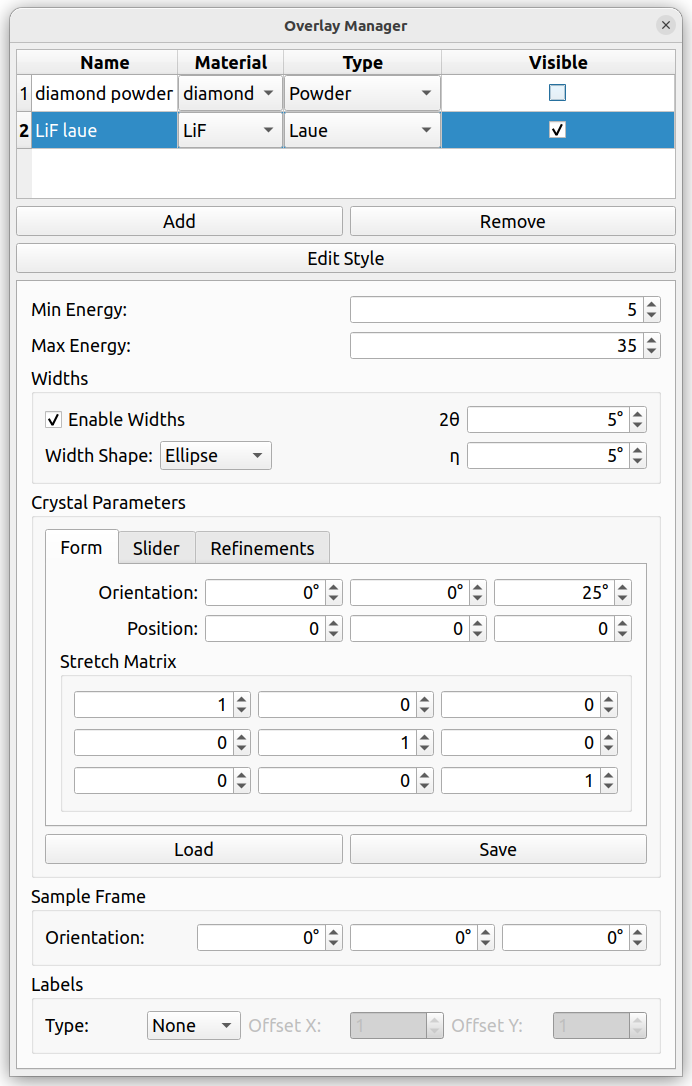 Overlay Manager
Name Material Type Visible
1 diamond powder diamond Powder
2 LiF laue LiF Laue
Add Remove
Edit Style
Min Energy: 5
Max Energy: 35
Widths
Enable Widths 2θ 5°
Width Shape: Ellipse η 5°
Crystal Parameters
Form Slider Refinements
Orientation: 0° 0° 25°
Position: 0 0 0
Stretch Matrix
1 0 0
0 1 0
0 0 1
Load Save
Sample Frame
Orientation: 0° 0° 0°
Labels
Type: None Offset X: 1 Offset Y: 1